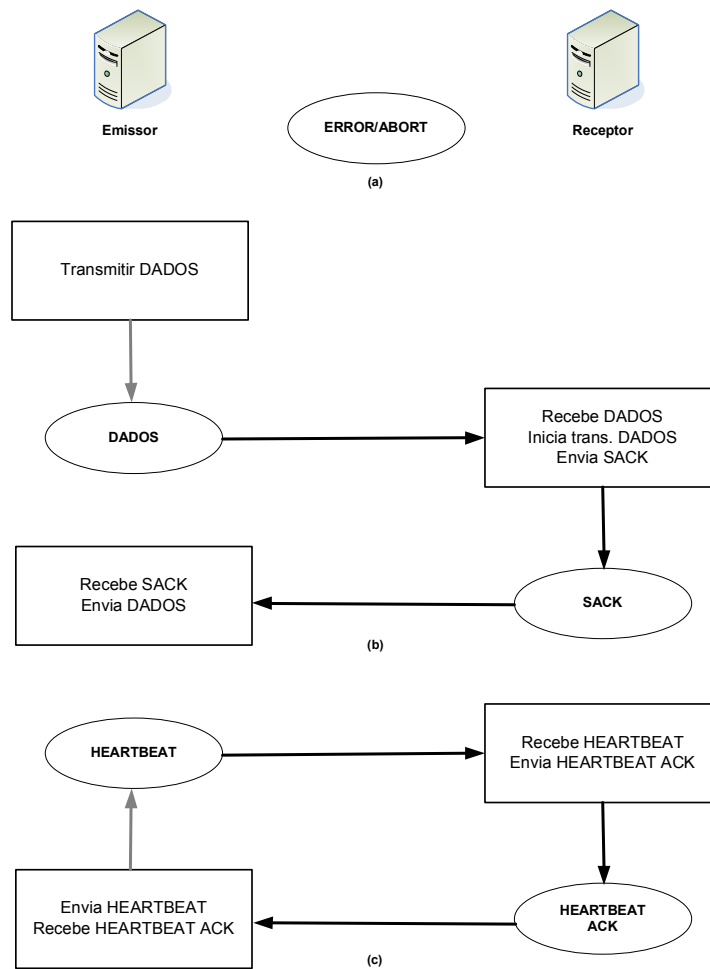 Emissor
ERROR/ABORT
Receptor
(a)
Transmitir DADOS
DADOS
Recebe DADOS
Inicia trans. DADOS
Envia SACK
Recebe SACK
Envia DADOS
SACK
(b)
HEARTBEAT
Recebe HEARTBEAT
Envia HEARTBEAT ACK
Envia HEARTBEAT
Recebe HEARTBEAT ACK
HEARTBEAT
ACK
(c)